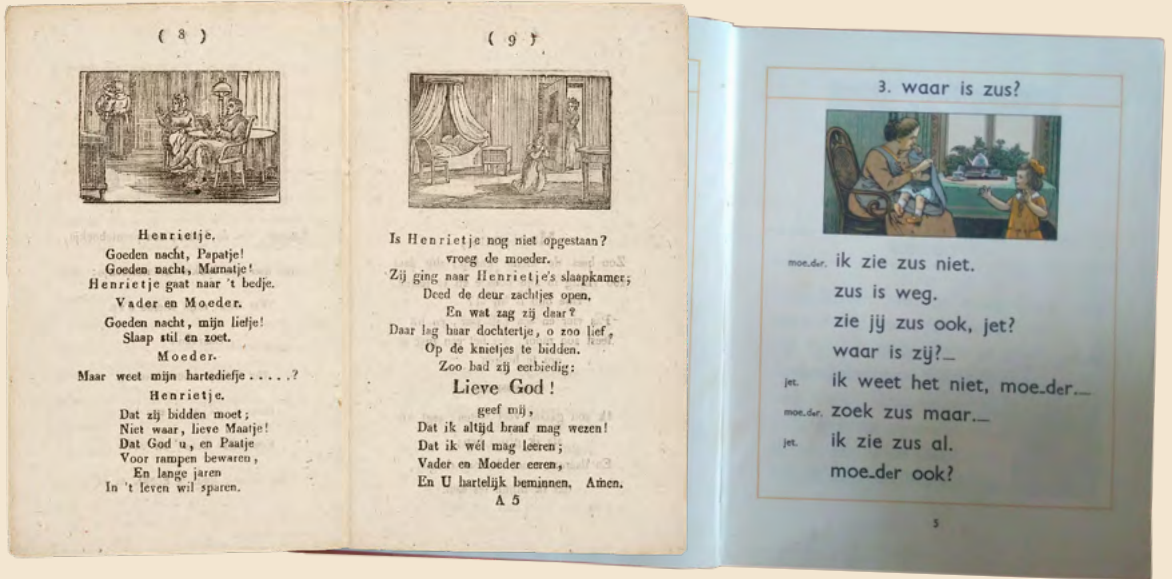 ( 8 )
Henrietje.
Goeden nacht, Papatje!
Goeden nacht, Mamatje!
Henrietje gaat naar 't bedje.
Vader en Moeder.
Goeden nacht, mijn liefje!
Slaap stil en zoet.
Moeder.
Maar weet mijn hartediefje . . . . . ?
Henrietje.
Dat zij bidden moet;
Niet waar, lieve Maatje!
Dat God u, en Paatje
Voor rampen bewaren,
En lange jaren
In 't leven wil sparen.
( 9 )
Is Henrietje nog niet opgestaan?
vroeg de moeder.
Zij ging naar Henrietje's slaapkamer;
Deed de deur zachtjes open,
En wat zag zij daar?
Daar lag haar dochtertje, o zoo lief,
Op de knietjes te bidden.
Zoo bad zij eerbiedig:
Lieve God!
geef mij,
Dat ik altijd braaf mag wezen!
Dat ik wél mag leeren;
Vader en Moeder eeren,
En U hartelijk beminnen. Amen.
A 5
3. waar is zus?
moe-der. ik zie zus niet.
zus is weg.
zie jij zus ook, jet?
waar is zij?_
jet. ik weet het niet, moe-der._
moe-der. zoek zus maar._
jet. ik zie zus al.
moe-der ook?
5